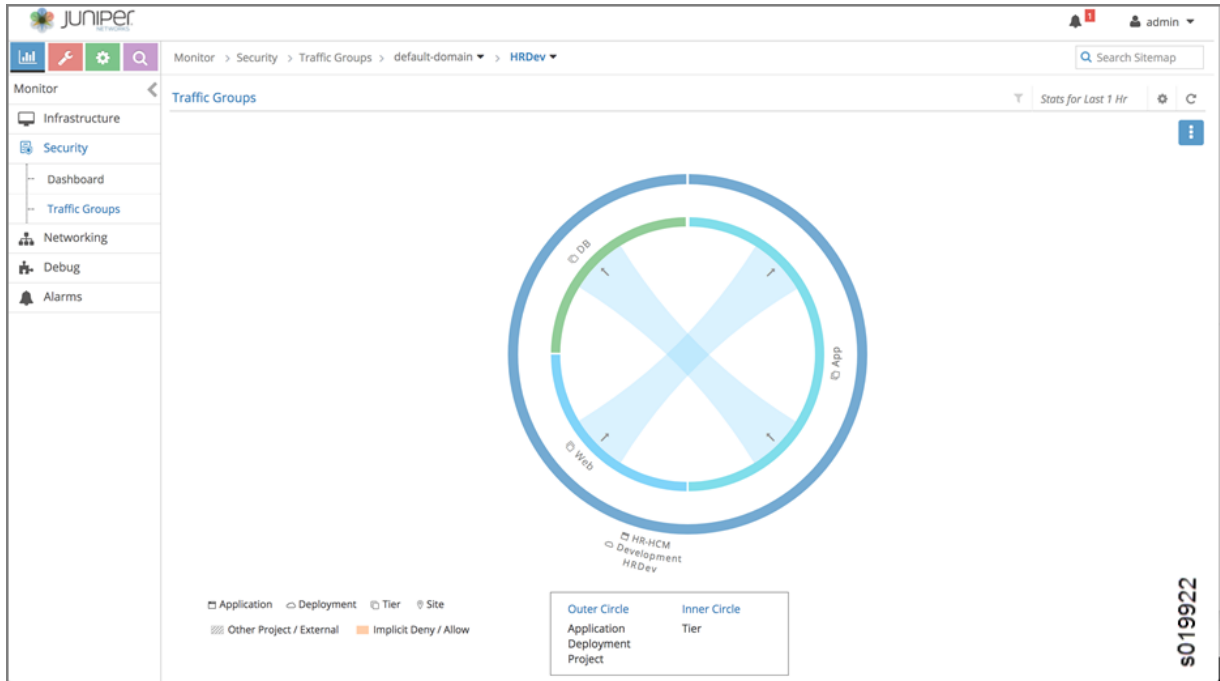 JUNIPER
NETWORKS
1
admin
Monitor > Security > Traffic Groups > default-domain > HRDev
Search Sitemap
Monitor
Infrastructure
Security
Dashboard
Traffic Groups
Networking
Debug
Alarms
Traffic Groups
Stats for Last 1 Hr
DB
App
Web
HR-HCM
Development
HRDev
Application Deployment Tier Site
Other Project / External Implicit Deny / Allow
Outer Circle Inner Circle
Application Tier
Deployment
Project
s019922